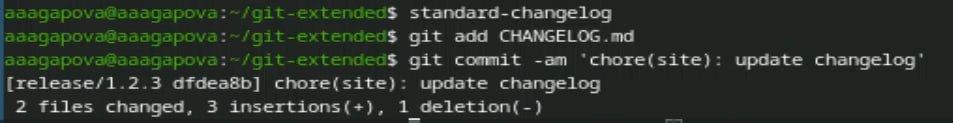 aaagapova@aaagapova:~/git-extended$ standard-changelog
aaagapova@aaagapova:~/git-extended$ git add CHANGELOG.md
aaagapova@aaagapova:~/git-extended$ git commit -am 'chore(site): update changelog'
[release/1.2.3 dfdea8b] chore(site): update changelog
 2 files changed, 3 insertions(+), 1 deletion(-)